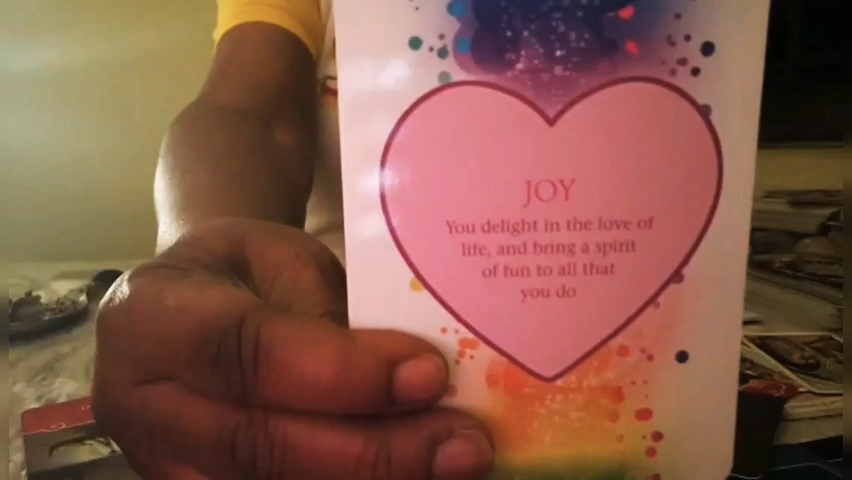 JOY
You delight in the love of
life, and bring a spirit
of fun to all that
you do